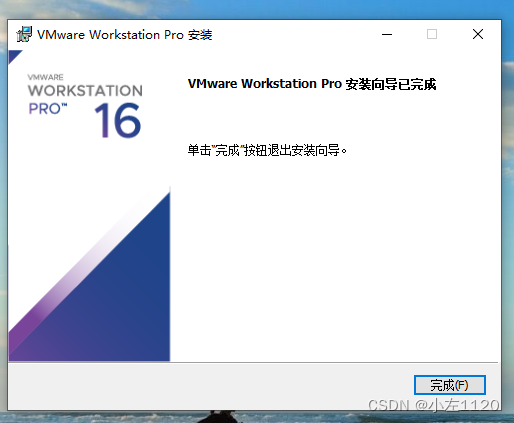 VMware Workstation Pro 安装
VMWARE
WORKSTATION
PRO™
16
VMware Workstation Pro 安装向导已完成
单击"完成"按钮退出安装向导。
完成(F)
CSDN @小左1120